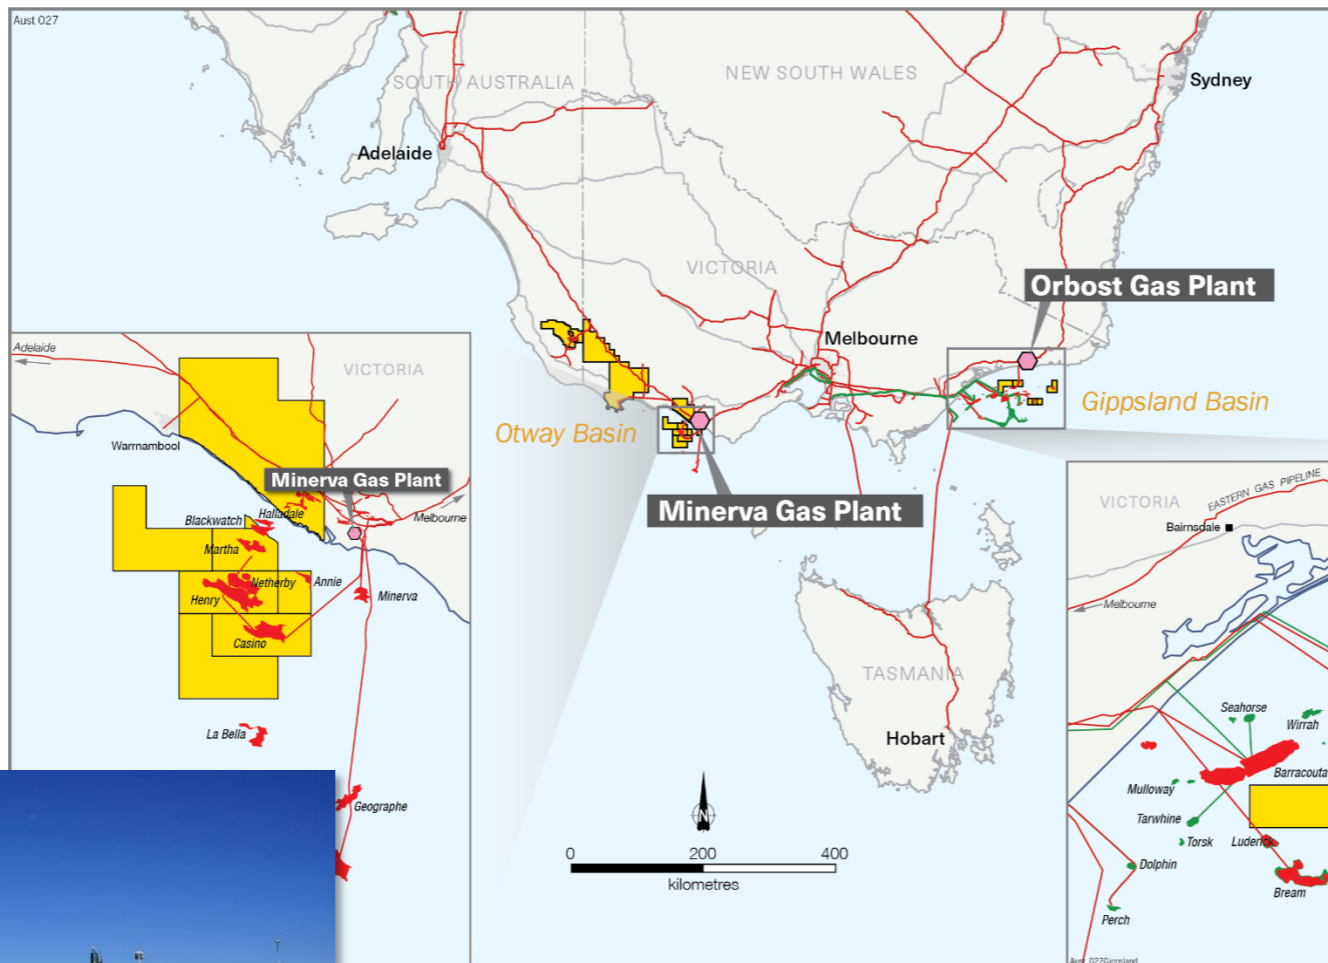 Aust 027
SOUTH AUSTRALIA
NEW SOUTH WALES
Sydney
Adelaide
VICTORIA
Orbost Gas Plant
Melbourne
Otway Basin
Gippsland Basin
Minerva Gas Plant
TASMANIA
Hobart
N
0 200 400
kilometres
Adelaide
VICTORIA
Warrnambool
Minerva Gas Plant
Halladale
Blackwatch
Melbourne
Martha
Netherby
Annie
Henry
Minerva
Casino
La Bella
Geographe
VICTORIA
EASTERN GAS PIPELINE
Bairnsdale
Melbourne
Seahorse
Wirrah
Barracouta
Mulloway
Tarwhine
Torsk
Luderick
Dolphin
Bream
Perch
Aust 027Gippsland